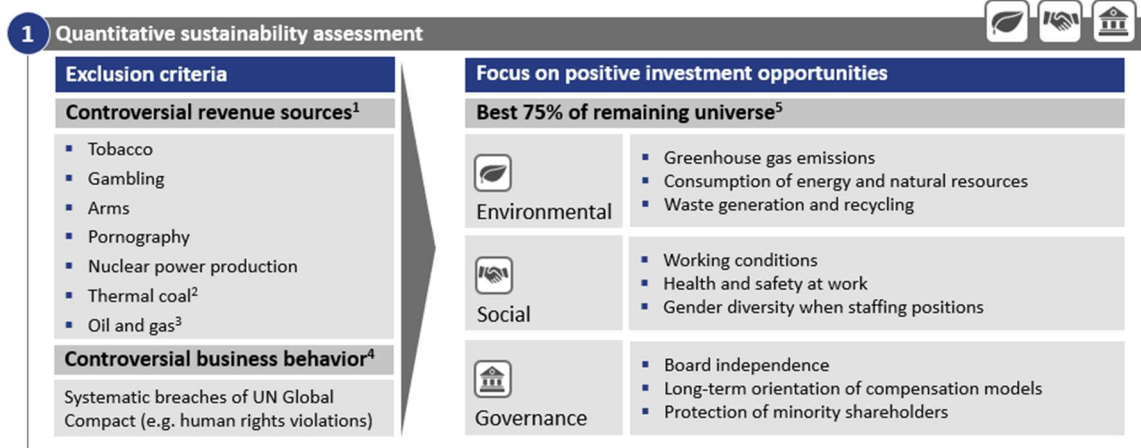 1
Quantitative sustainability assessment
Exclusion criteria
Controversial revenue sources¹
▪ Tobacco
▪ Gambling
▪ Arms
▪ Pornography
▪ Nuclear power production
▪ Thermal coal²
▪ Oil and gas³
Controversial business behavior⁴
Systematic breaches of UN Global
Compact (e.g. human rights violations)
Focus on positive investment opportunities
Best 75% of remaining universe⁵
Environmental
▪ Greenhouse gas emissions
▪ Consumption of energy and natural resources
▪ Waste generation and recycling
Social
▪ Working conditions
▪ Health and safety at work
▪ Gender diversity when staffing positions
Governance
▪ Board independence
▪ Long-term orientation of compensation models
▪ Protection of minority shareholders